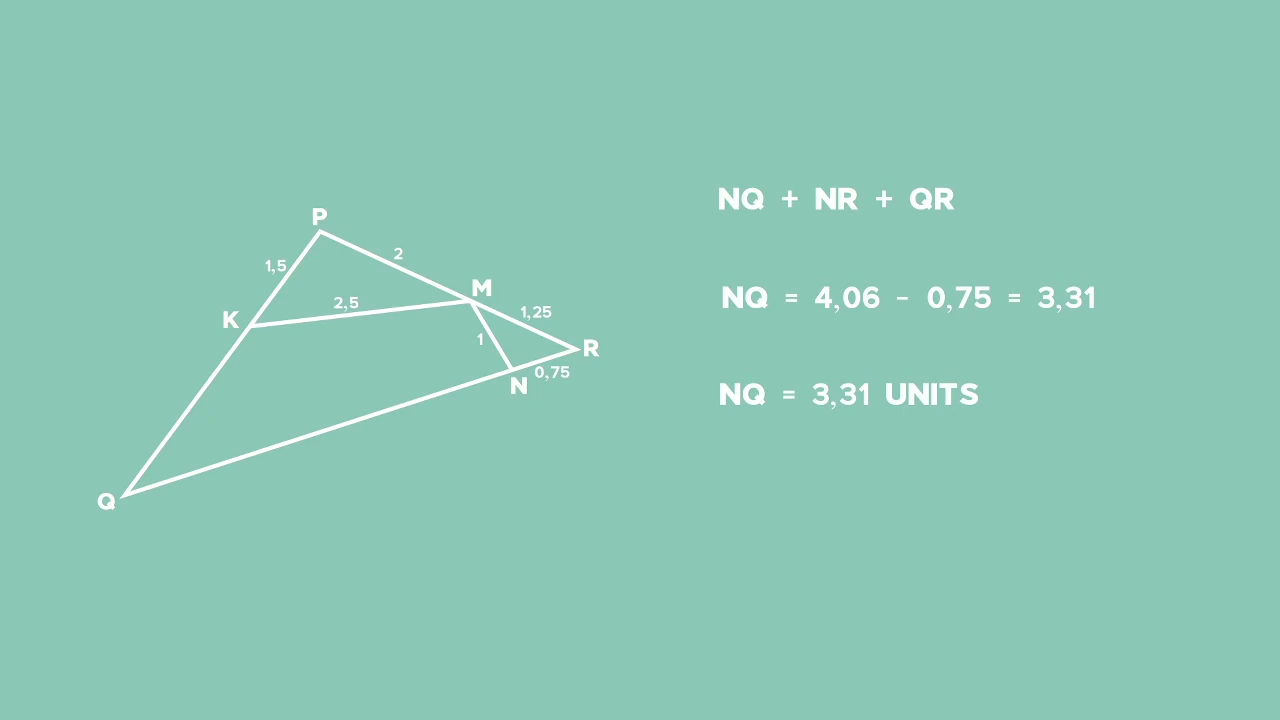 P
1,5
2
K
2,5
M
1,25
1
R
0,75
N
Q
NQ + NR + QR
NQ = 4,06 - 0,75 = 3,31
NQ = 3,31 UNITS